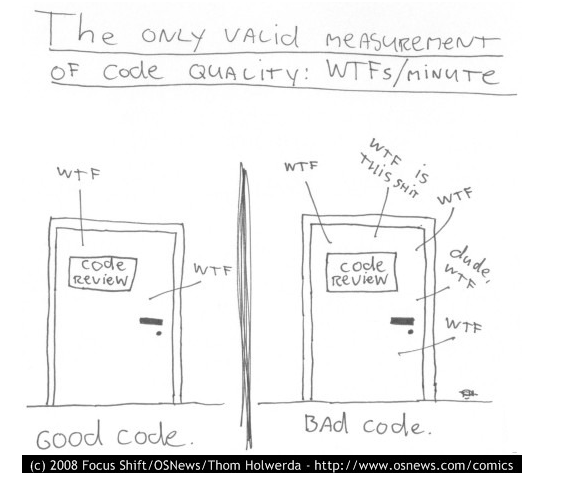 The ONLY VALID MEASUREMENT
OF Code QUALITY: WTFs/MINUTE
WTF
code
REVIEW
WTF
Good code.
WTF
WTF is
THIS SHIT
WTF
code
REVIEW
dude,
WTF
WTF
BAd code.
(c) 2008 Focus Shift/OSNews/Thom Holwerda - http://www.osnews.com/comics